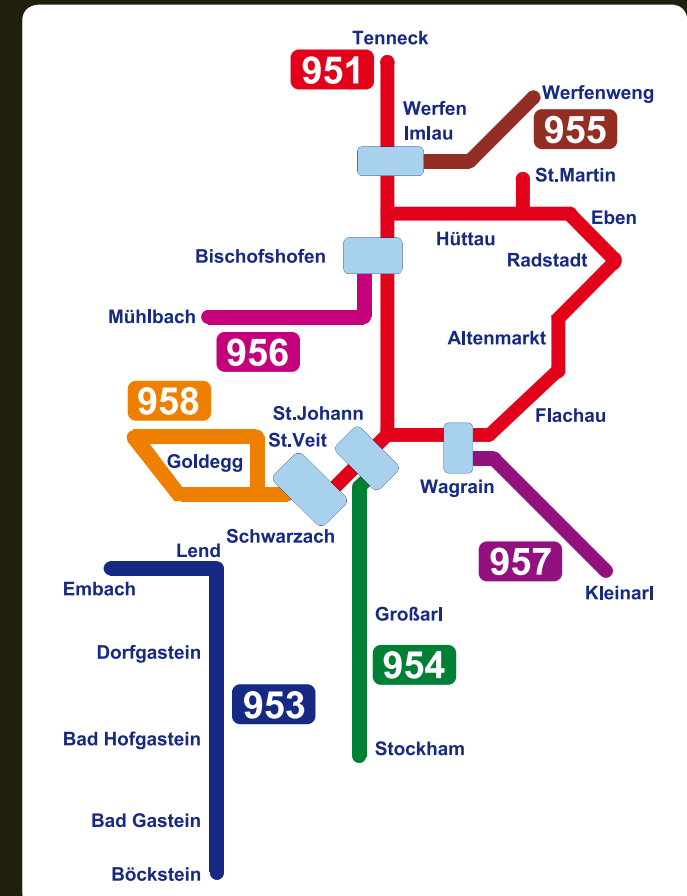 Tenneck
951
Werfenweng
Werfen
Imlau
955
St.Martin
Eben
Hüttau
Bischofshofen
Radstadt
Mühlbach
Altenmarkt
956
958
St.Johann
Flachau
St.Veit
Goldegg
Wagrain
Schwarzach
Lend
957
Embach
Kleinarl
Großarl
Dorfgastein
954
953
Bad Hofgastein
Stockham
Bad Gastein
Böckstein